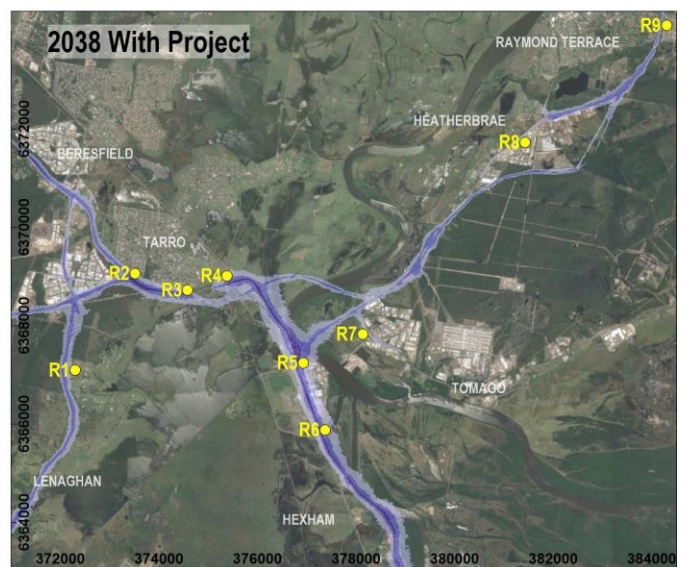 2038 With Project
R9
RAYMOND TERRACE
HEATHERBRAE
R8
BERESFIELD
TARRO
R2
R4
R3
R7
R5
R1
TOMAGO
R6
LENAGHAN
HEXHAM
6372000
6370000
6368000
6366000
6364000
372000 374000 376000 378000 380000 382000 384000